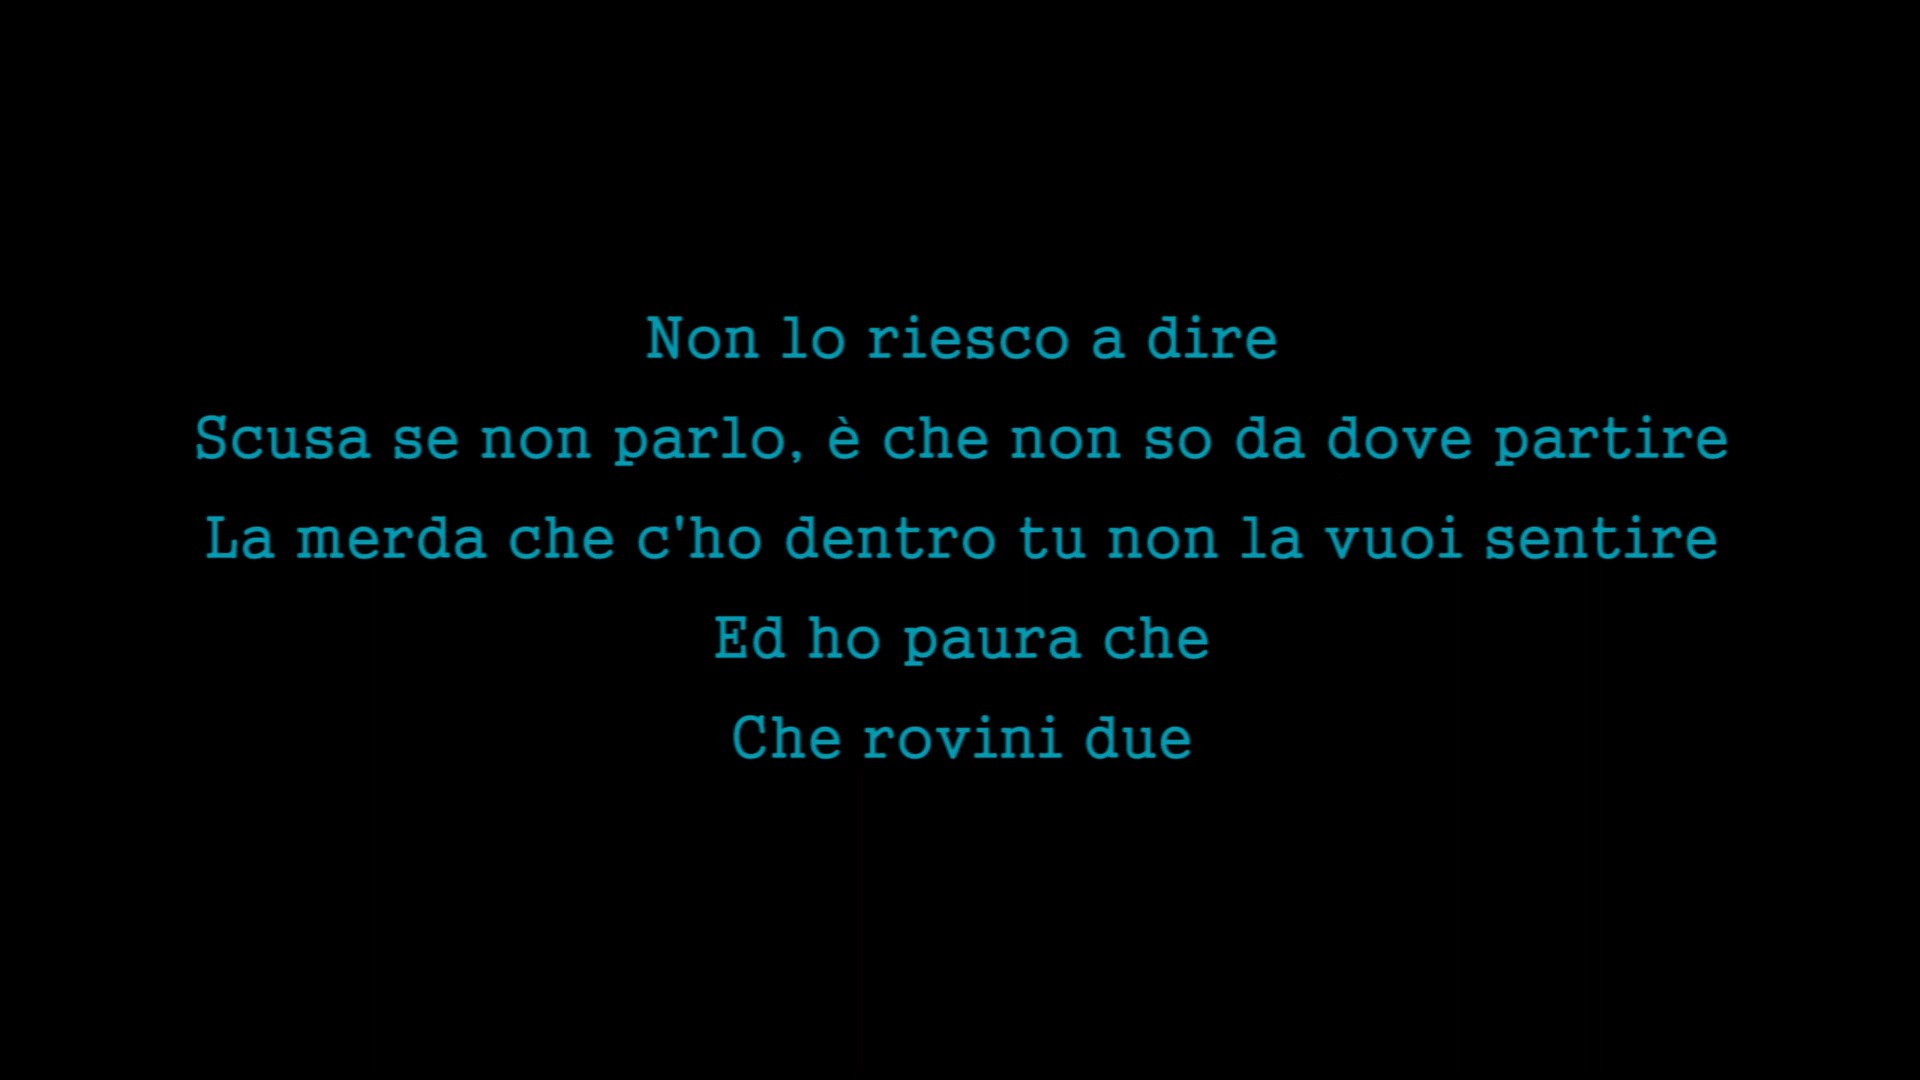 Non lo riesco a dire
Scusa se non parlo, è che non so da dove partire
La merda che c'ho dentro tu non la vuoi sentire
Ed ho paura che
Che rovini due